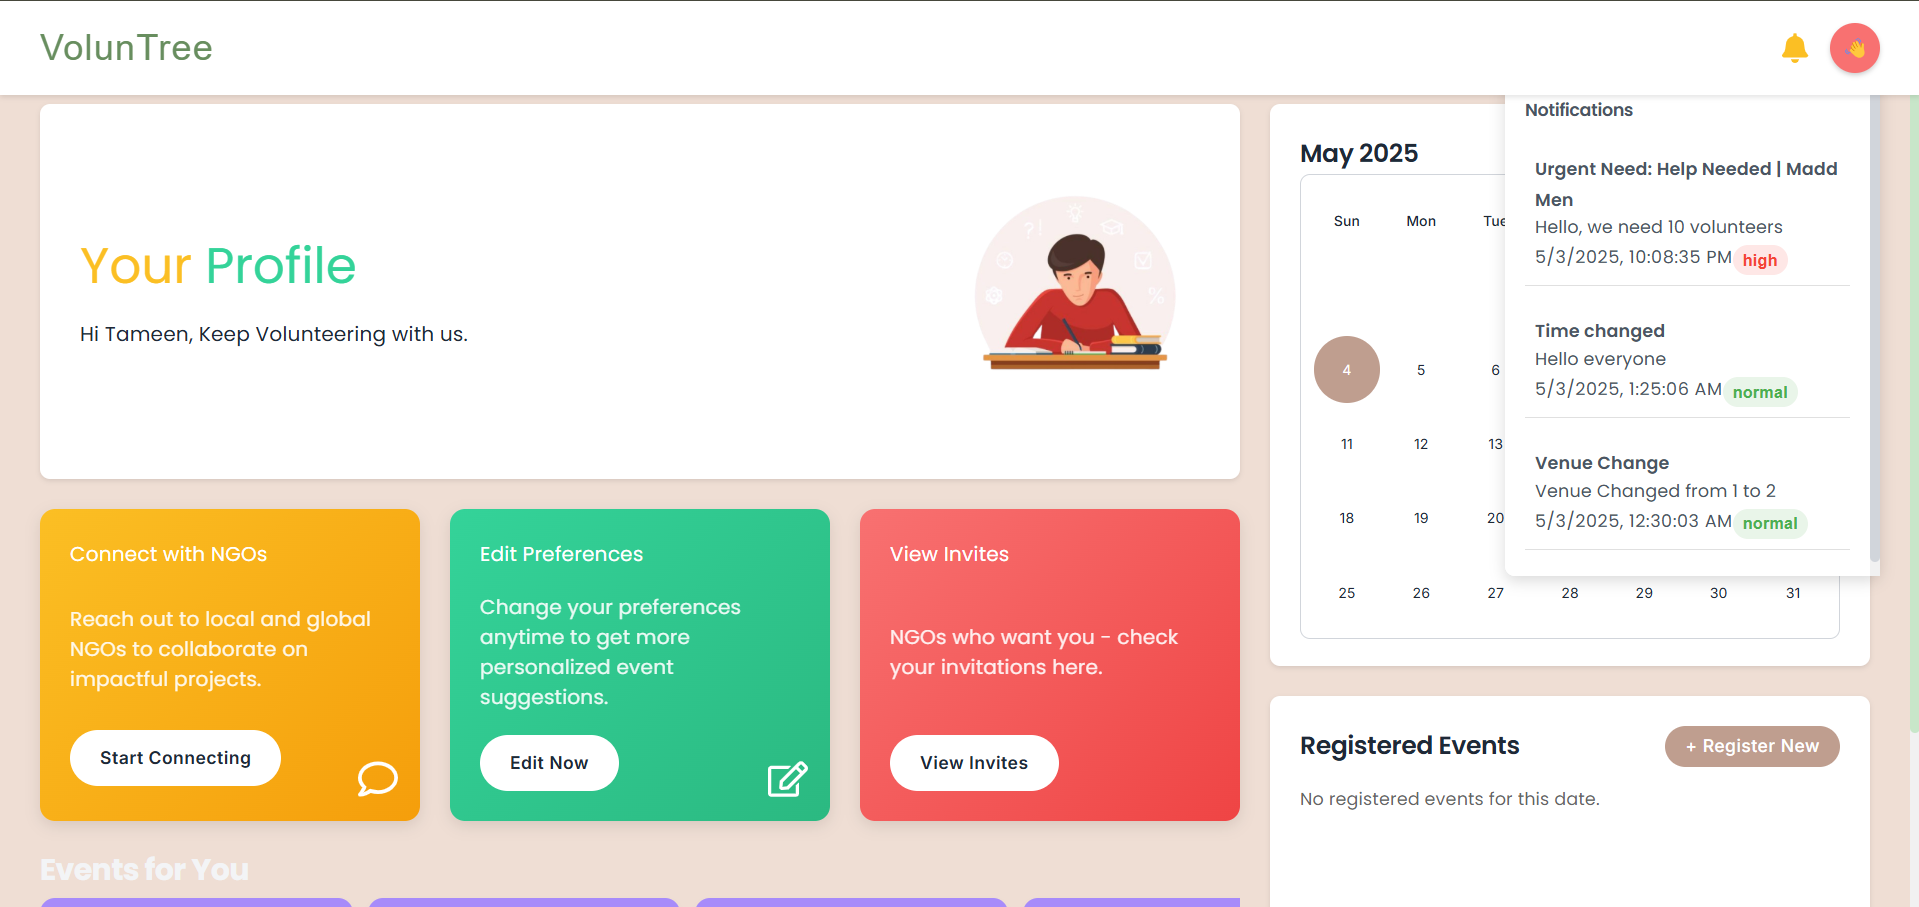 VolunTree
Your Profile
Hi Tameen, Keep Volunteering with us.
? !
%
Connect with NGOs
Reach out to local and global
NGOs to collaborate on
impactful projects.
Start Connecting
Edit Preferences
Change your preferences
anytime to get more
personalized event
suggestions.
Edit Now
View Invites
NGOs who want you - check
your invitations here.
View Invites
Events for You
May 2025
Sun Mon Tue
4 5 6
11 12 13
18 19 20
25 26 27 28 29 30 31
Notifications
Urgent Need: Help Needed | Madd
Men
Hello, we need 10 volunteers
5/3/2025, 10:08:35 PM high
Time changed
Hello everyone
5/3/2025, 1:25:06 AM normal
Venue Change
Venue Changed from 1 to 2
5/3/2025, 12:30:03 AM normal
Registered Events
+ Register New
No registered events for this date.